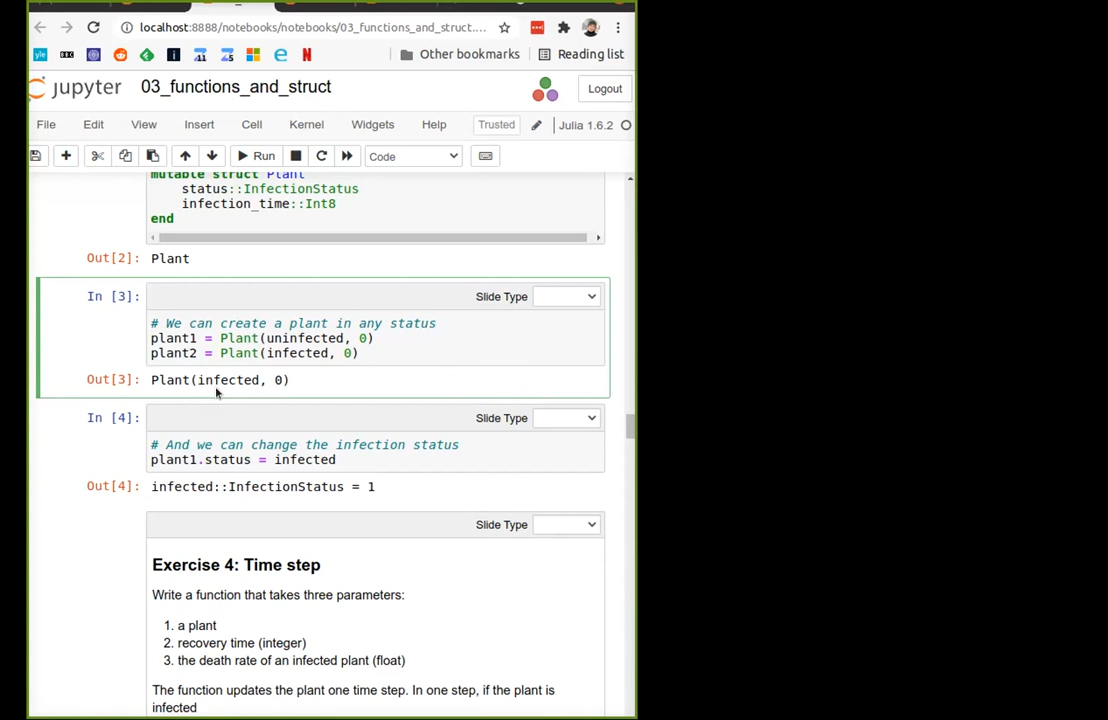 localhost:8888/notebooks/notebooks/03_functions_and_struct....
yle
BBC
11
5
Other bookmarks
Reading list
jupyter
03_functions_and_struct
Logout
File Edit View Insert Cell Kernel Widgets Help Trusted Julia 1.6.2
Run
Code
mutable struct Plant
status::InfectionStatus
infection_time::Int8
end
Out[2]: Plant
In [3]:
Slide Type
# We can create a plant in any status
plant1 = Plant(uninfected, 0)
plant2 = Plant(infected, 0)
Out[3]: Plant(infected, 0)
In [4]:
Slide Type
# And we can change the infection status
plant1.status = infected
Out[4]: infected::InfectionStatus = 1
Slide Type
Exercise 4: Time step
Write a function that takes three parameters:
1. a plant
2. recovery time (integer)
3. the death rate of an infected plant (float)
The function updates the plant one time step. In one step, if the plant is
infected